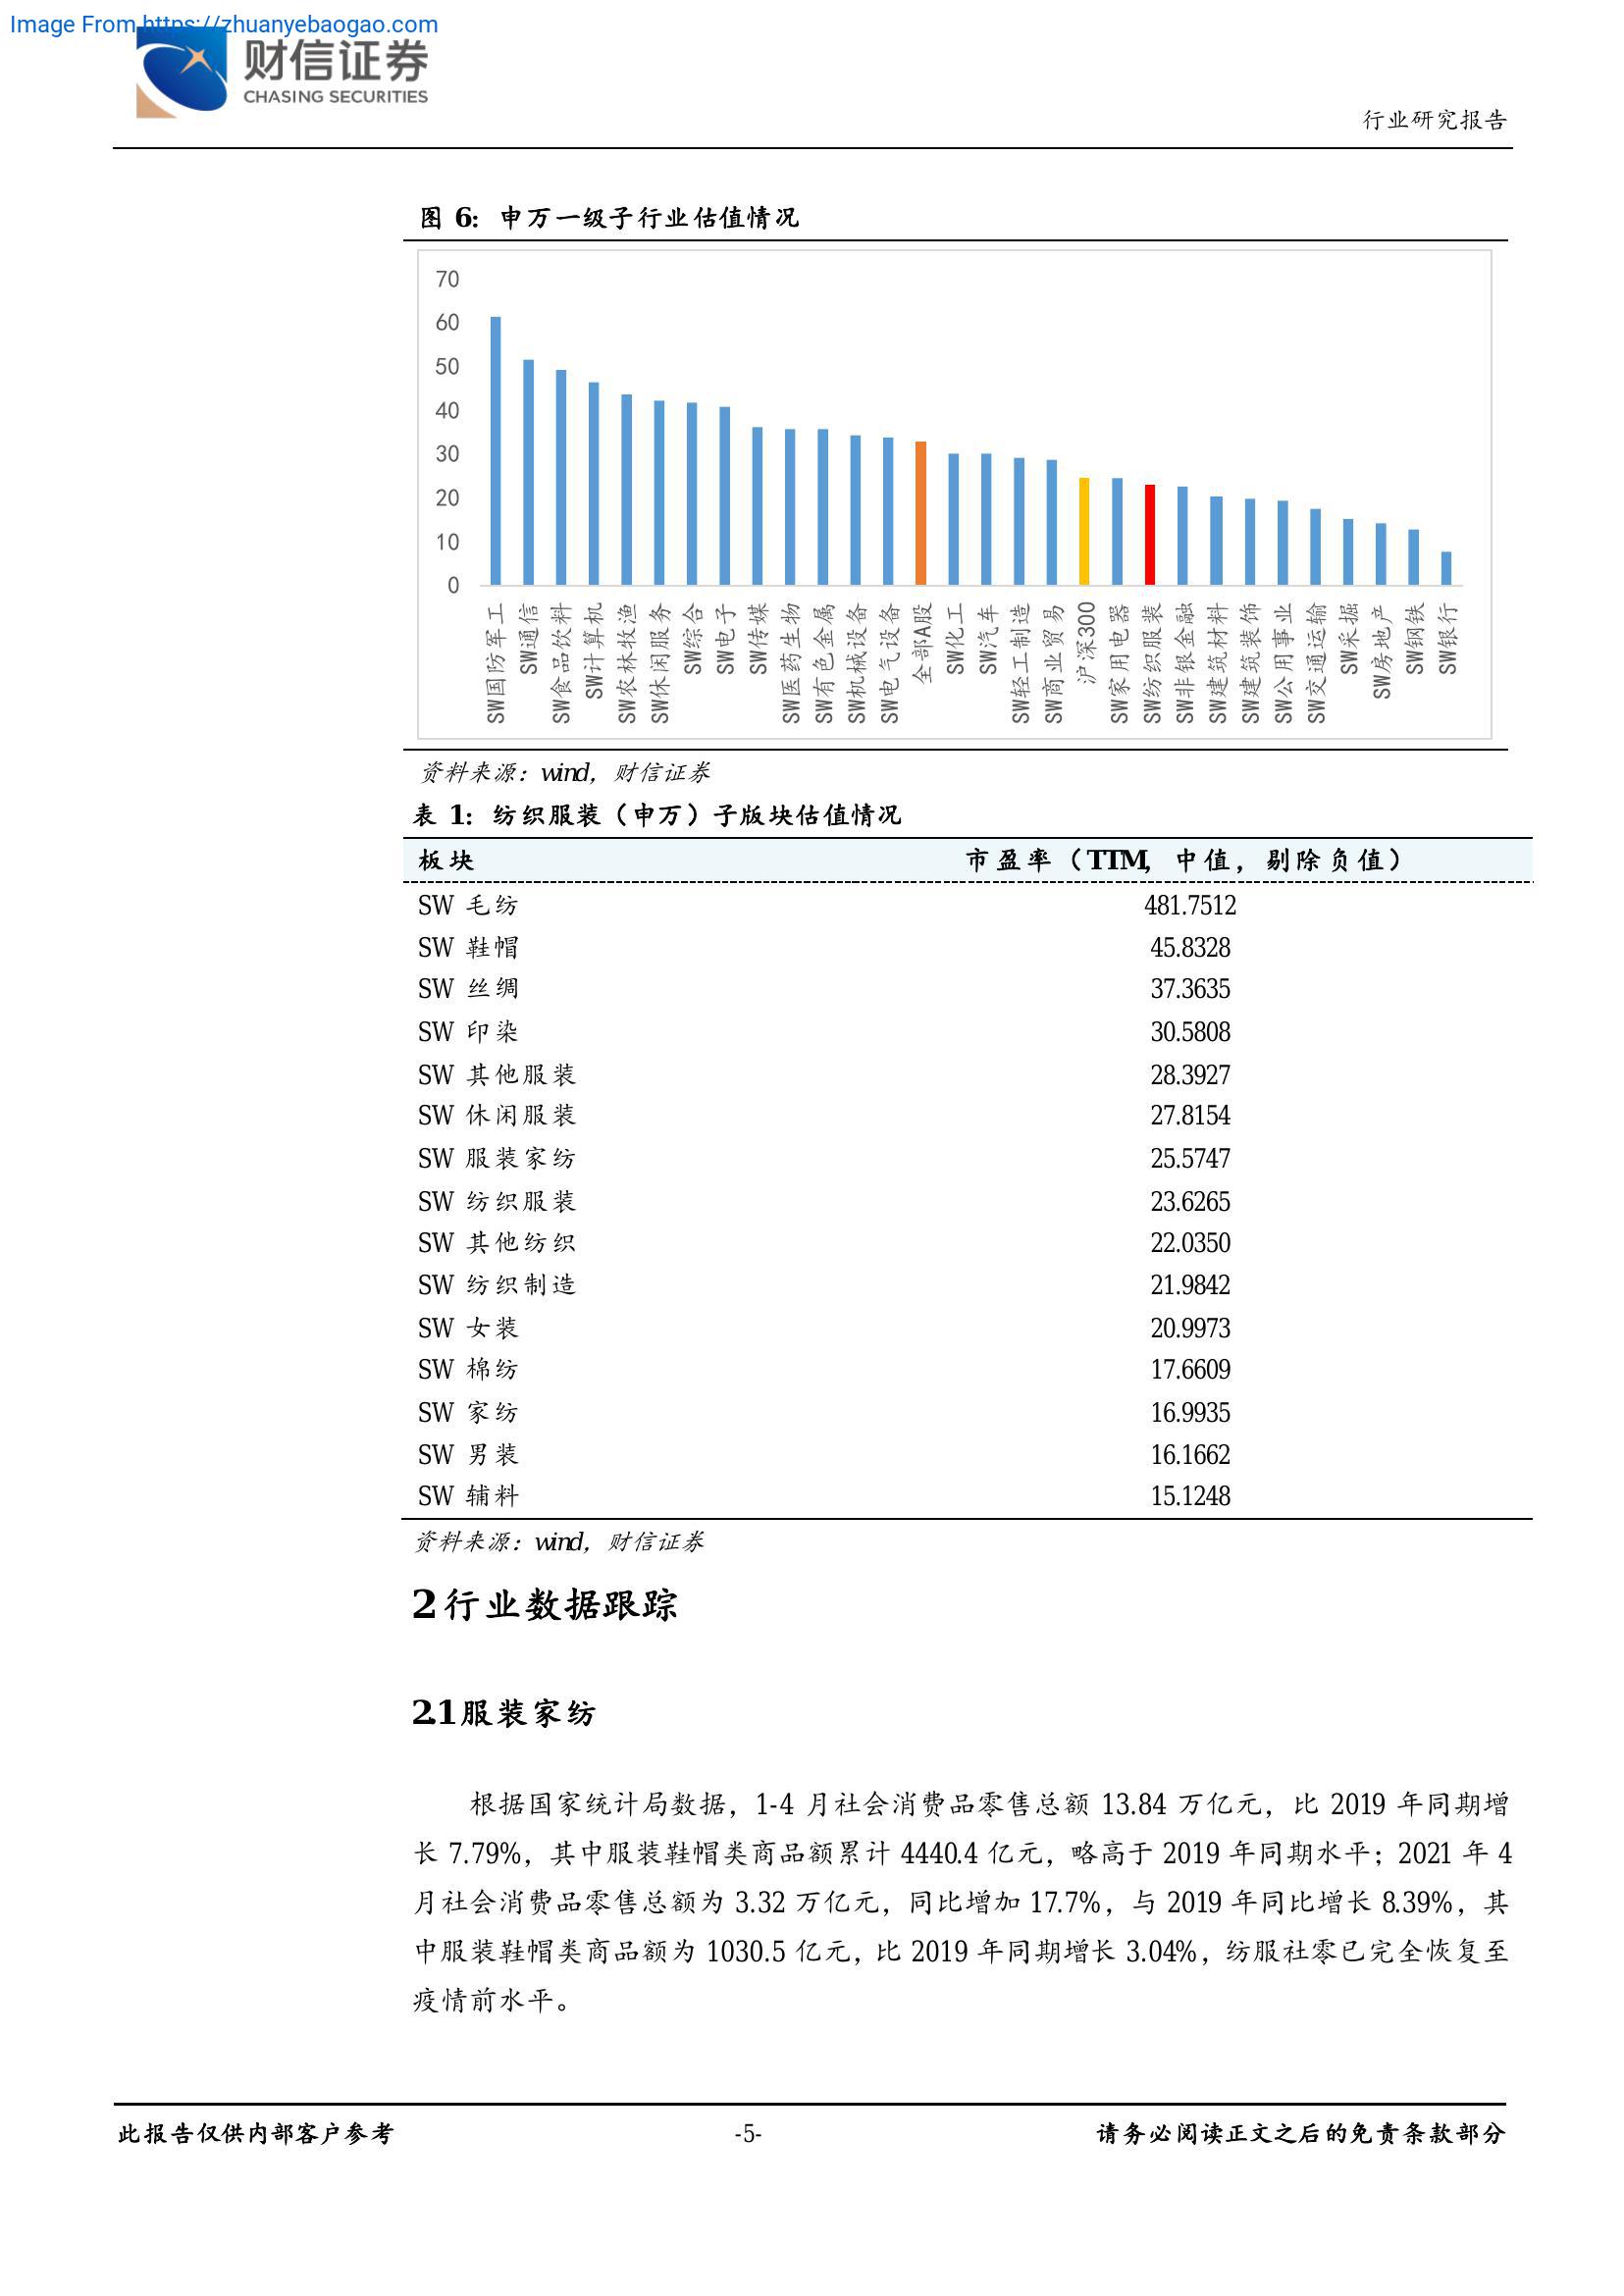 Image From https://zhuanyebaogao.com
财信证券
CHASING SECURITIES
行业研究报告
图 6：申万一级子行业估值情况
70
60
50
40
30
20
10
0
SW国防军工
SW通信
SW食品饮料
SW计算机
SW农林牧渔
SW休闲服务
SW综合
SW电子
SW传媒
SW医药生物
SW有色金属
SW机械设备
SW电气设备
全部A股
SW化工
SW汽车
SW轻工制造
SW商业贸易
沪深300
SW家用电器
SW纺织服装
SW非银金融
SW建筑材料
SW建筑装饰
SW公用事业
SW交通运输
SW采掘
SW房地产
SW钢铁
SW银行
资料来源：wind，财信证券
表 1：纺织服装（申万）子版块估值情况
板块 市盈率（TTM，中值，剔除负值）
SW 毛纺 481.7512
SW 鞋帽 45.8328
SW 丝绸 37.3635
SW 印染 30.5808
SW 其他服装 28.3927
SW 休闲服装 27.8154
SW 服装家纺 25.5747
SW 纺织服装 23.6265
SW 其他纺织 22.0350
SW 纺织制造 21.9842
SW 女装 20.9973
SW 棉纺 17.6609
SW 家纺 16.9935
SW 男装 16.1662
SW 辅料 15.1248
资料来源：wind，财信证券
2 行业数据跟踪
2.1 服装家纺
根据国家统计局数据，1-4 月社会消费品零售总额 13.84 万亿元，比 2019 年同期增
长 7.79%，其中服装鞋帽类商品额累计 4440.4 亿元，略高于 2019 年同期水平；2021 年 4
月社会消费品零售总额为 3.32 万亿元，同比增加 17.7%，与 2019 年同比增长 8.39%，其
中服装鞋帽类商品额为 1030.5 亿元，比 2019 年同期增长 3.04%，纺服社零已完全恢复至
疫情前水平。
此报告仅供内部客户参考 -5- 请务必阅读正文之后的免责条款部分